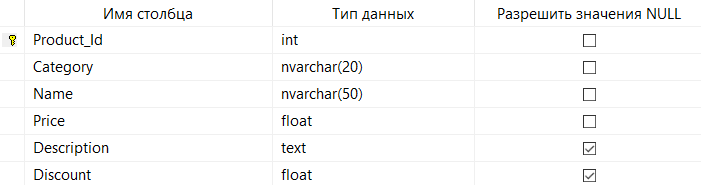 Имя столбца Тип данных Разрешить значения NULL
Product_Id int
Category nvarchar(20)
Name nvarchar(50)
Price float
Description text
Discount float